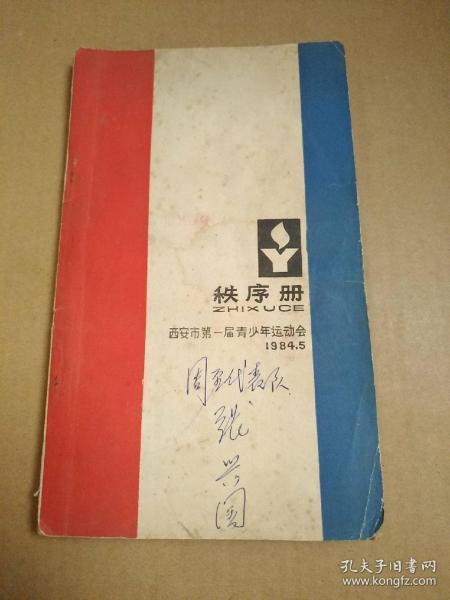 秩序册
ZHIXUCE
西安市第一届青少年运动会
1984.5
周至代表队
张
兴
孔夫子旧书网
www.kongfz.com